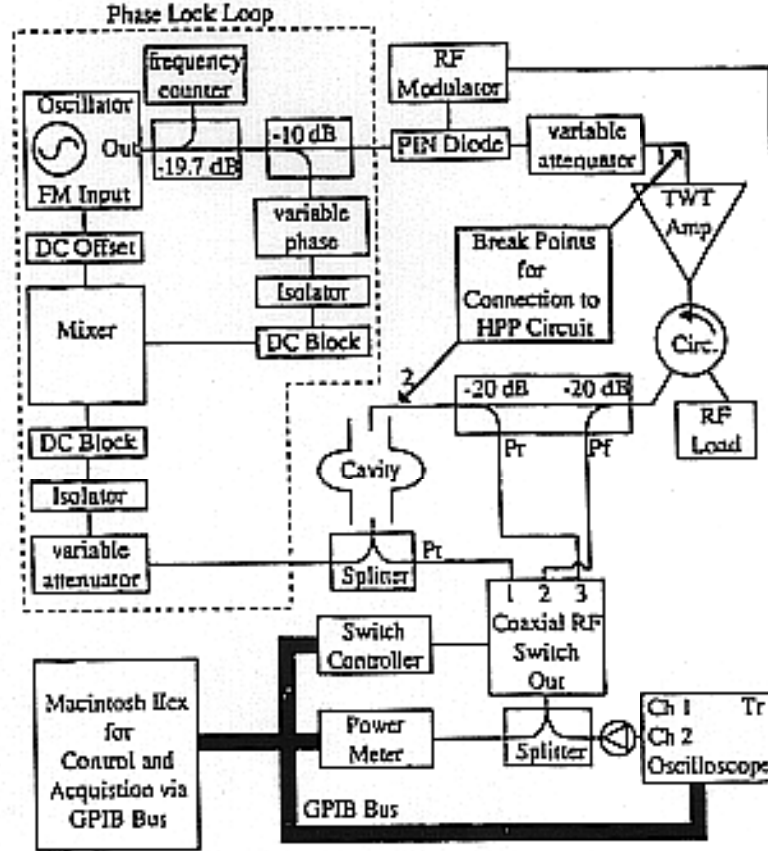 Phase Lock Loop
frequency
counter
RF
Modulator
Oscillator
Out
FM Input
-19.7 dB
-10 dB
PIN Diode
variable
attenuator
1
TWT
Amp.
DC Offset
variable
phase
Isolator
DC Block
Mixer
Break Points
for
Connection to
HPP Circuit
Circ.
2
-20 dB -20 dB
RF
Load
Pr Pf
DC Block
Isolator
variable
attenuator
Cavity
Splitter
Pt
1 2 3
Coaxial RF
Switch
Out
Switch
Controller
Macintosh IIcx
for
Control and
Acquistion via
GPIB Bus
Power
Meter
Splitter
Ch 1 Tr
Ch 2
Oscilloscope
GPIB Bus